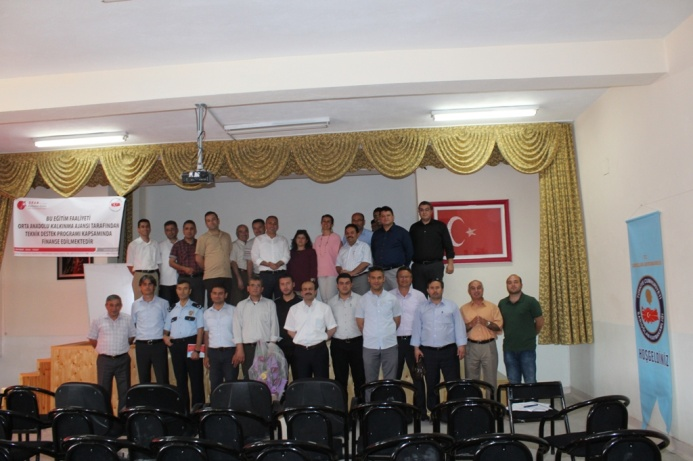 BU EĞİTİM FAALİYETİ
ORTA ANADOLU KALKINMA AJANSI TARAFINDAN
TEKNİK DESTEK PROGRAMI KAPSAMINDA
FİNANSE EDİLMEKTEDİR
HOŞGELDİNİZ